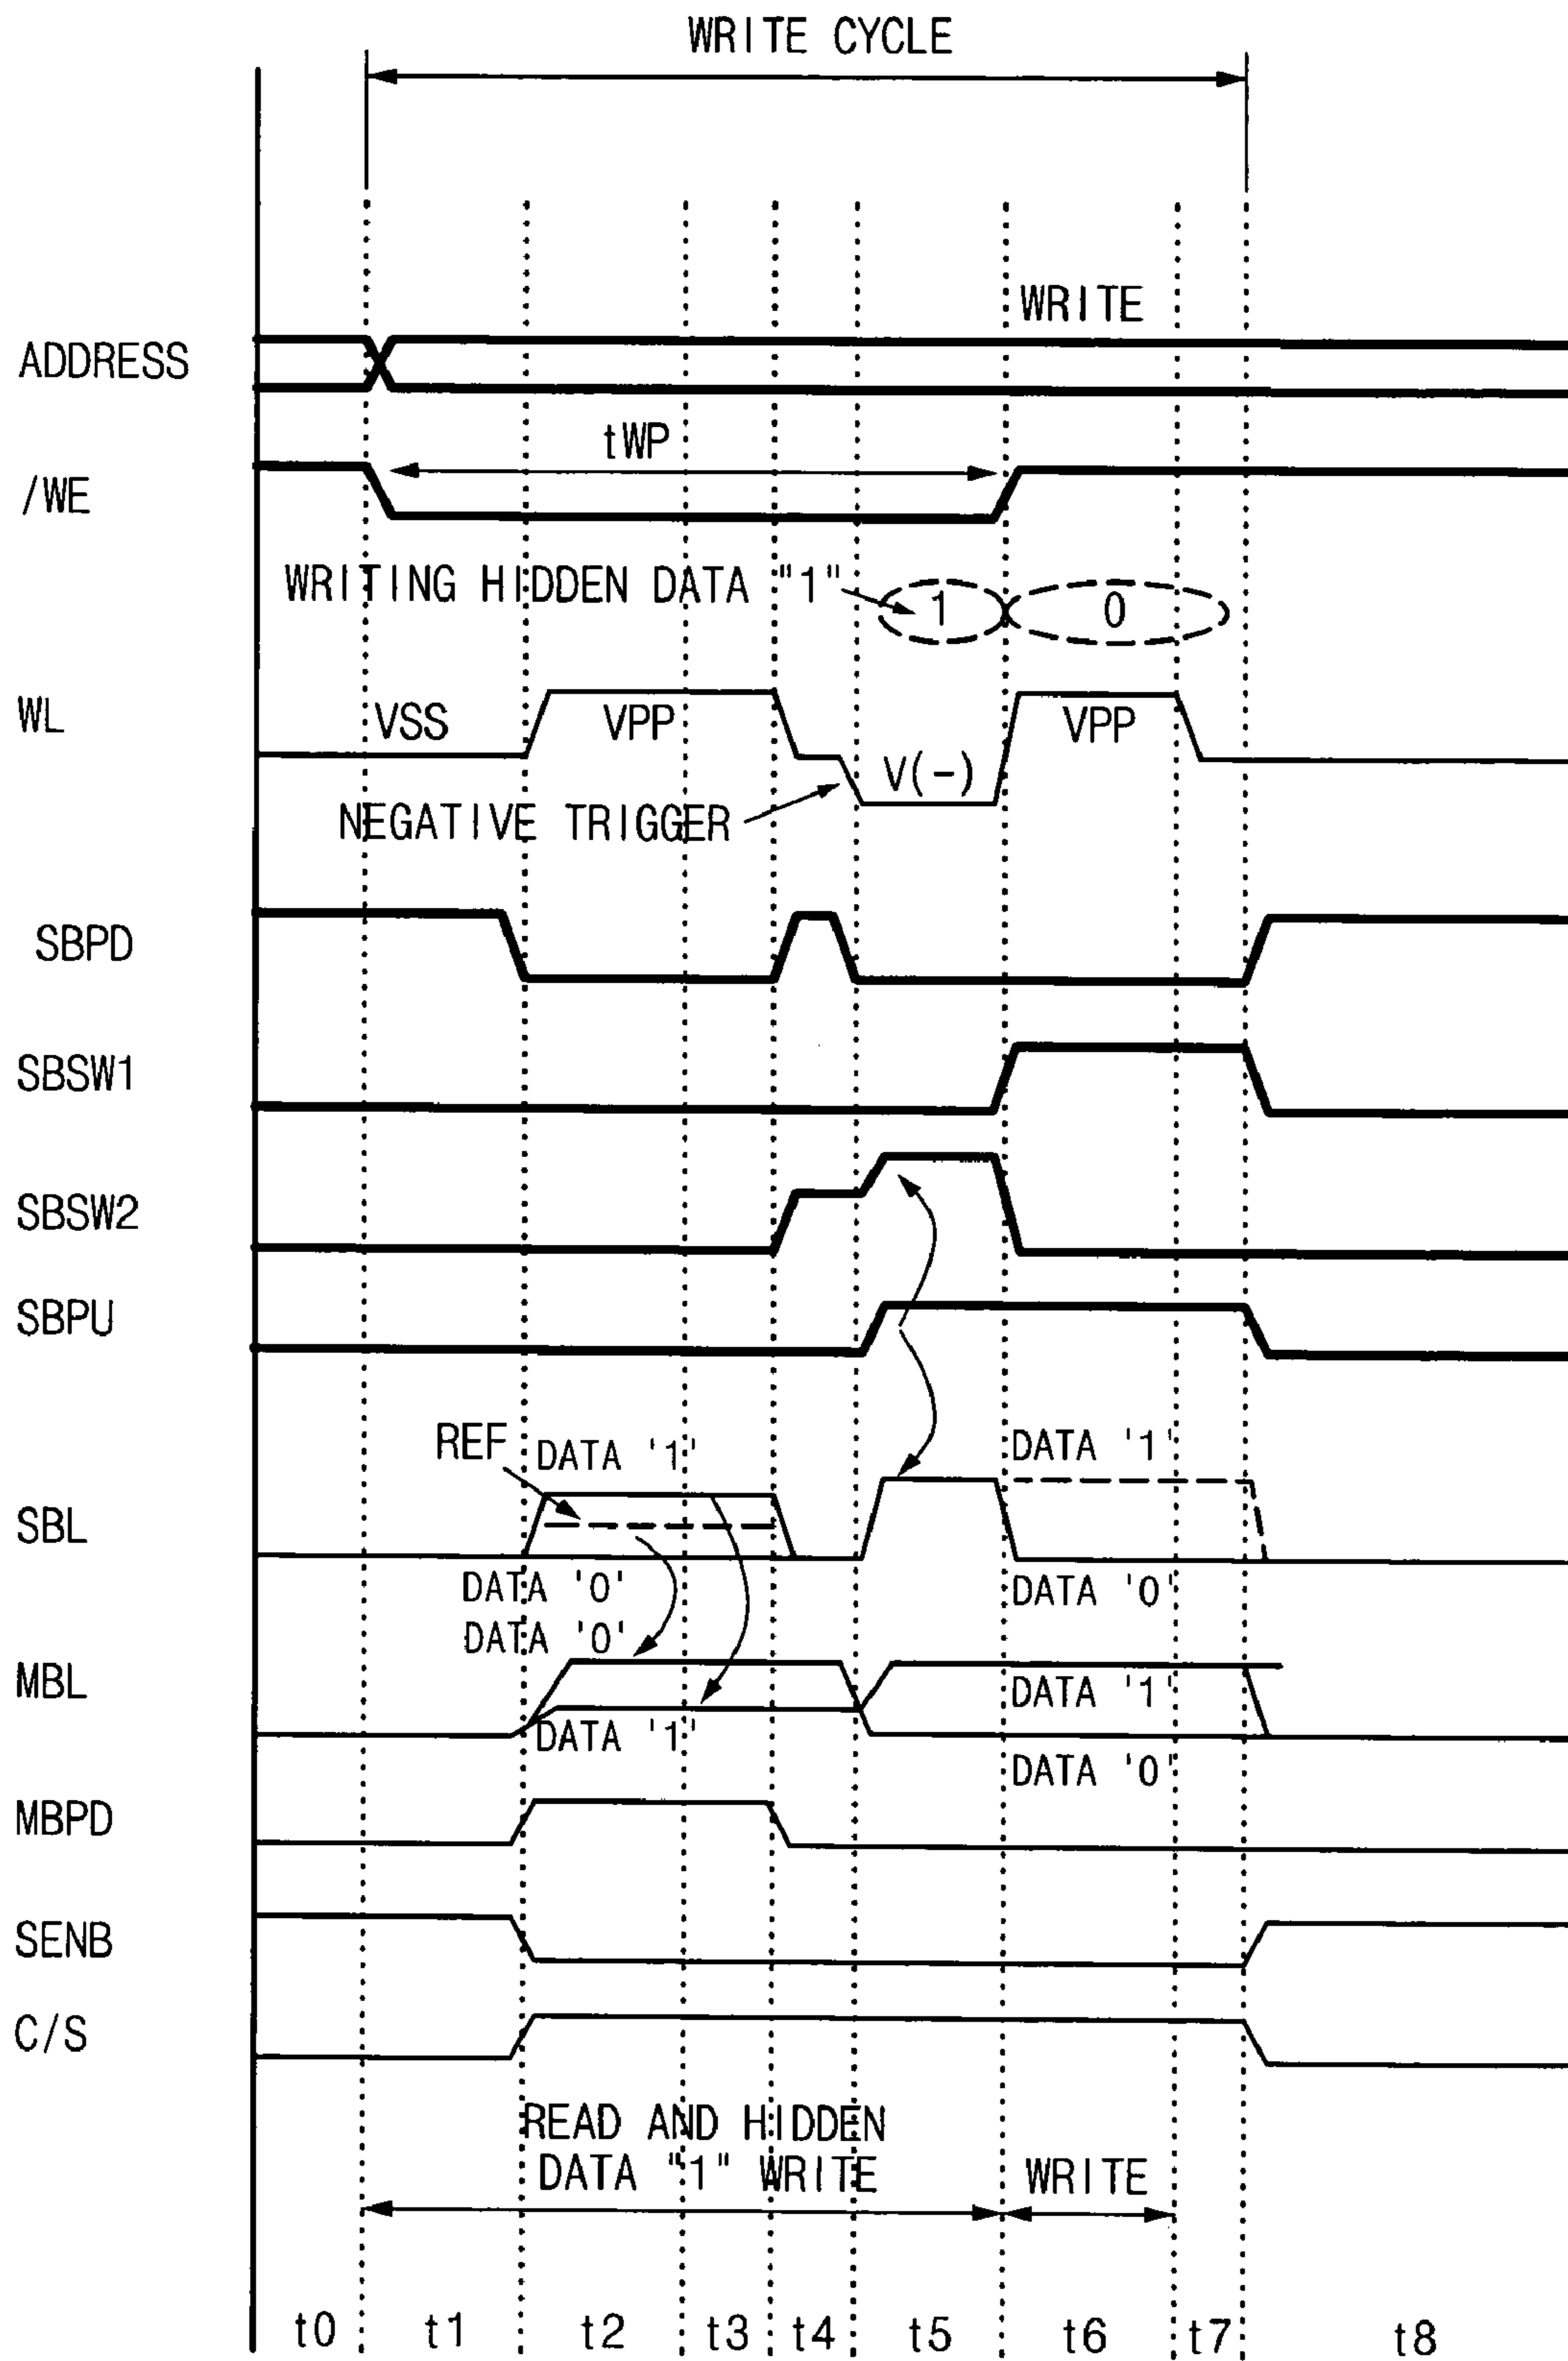 WRITE CYCLE
WRITE
ADDRESS
tWP
/WE
WRITING HIDDEN DATA "1"
1
0
WL
VSS
VPP
VPP
V(-)
NEGATIVE TRIGGER
SBPD
SBSW1
SBSW2
SBPU
REF
DATA '1'
DATA '1'
SBL
DATA '0'
DATA '0'
DATA '0'
MBL
DATA '1'
DATA '1'
DATA '0'
MBPD
SENB
C/S
READ AND HIDDEN
DATA "1" WRITE
WRITE
t0 t1 t2 t3 t4 t5 t6 t7 t8